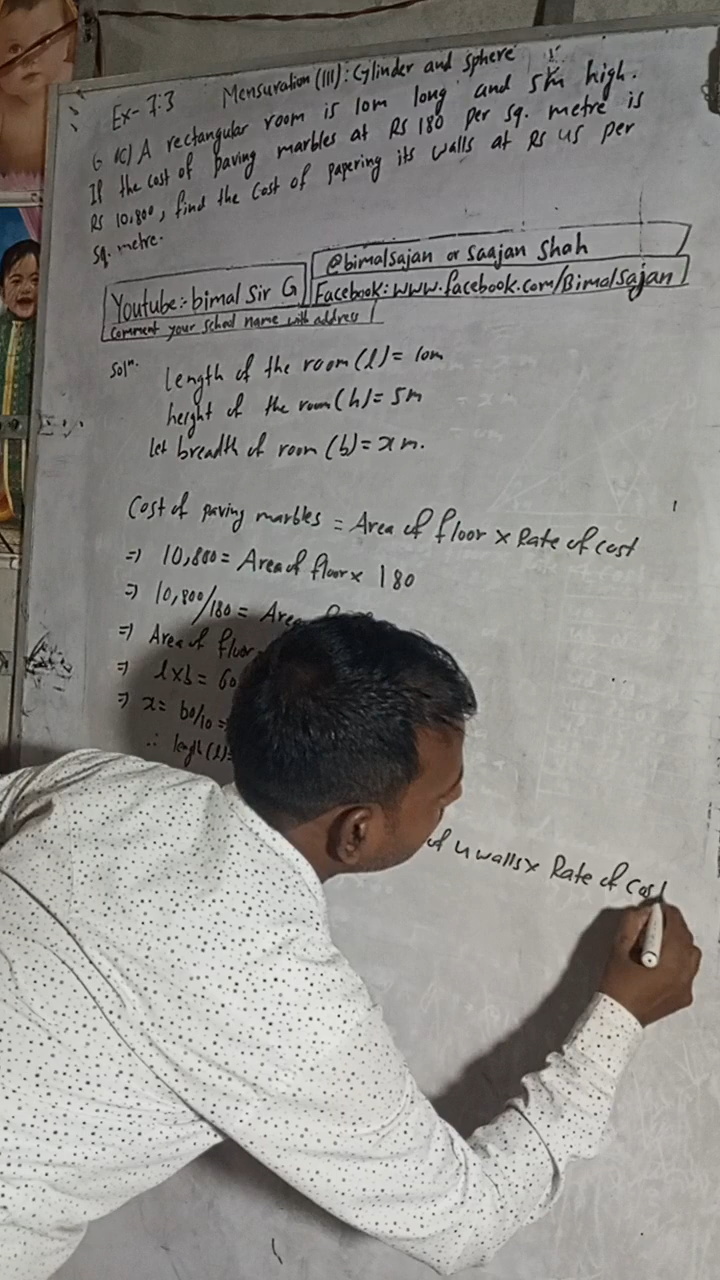 Ex- 7:3 Mensuration (III): Cylinder and sphere
6 (C) A rectangular room is 10m long and 5m high.
If the cost of paving marbles at Rs 180 per sq. metre is
RS 10,800, find the cost of papering its walls at Rs 45 per
sq. metre.
@bimalsajan or Saajan Shah
Youtube:- bimal Sir G
Facebook: www.facebook.com/Bimalsajan
Comment your school name with address
Solⁿ.
Length of the room (l) = 10m
height of the room (h) = 5m
let breadth of room (b) = x m.
Cost of paving marbles = Area of floor × Rate of cost
=> 10,800 = Area of floor × 180
=> 10,800/180 = Area
=> Area of floor
=> l×b = 60
=> x = 60/10 =
∴ length (l) =
of 4 walls × Rate of cost